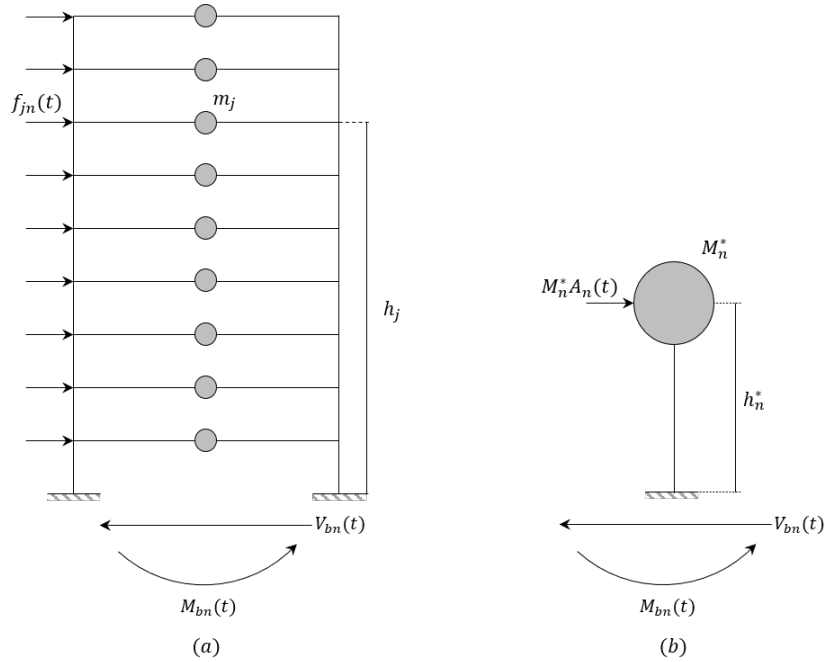 f_{jn}(t)
m_j
h_j
V_{bn}(t)
M_{bn}(t)
(a)
M_n^*
M_n^* A_n(t)
h_n^*
V_{bn}(t)
M_{bn}(t)
(b)